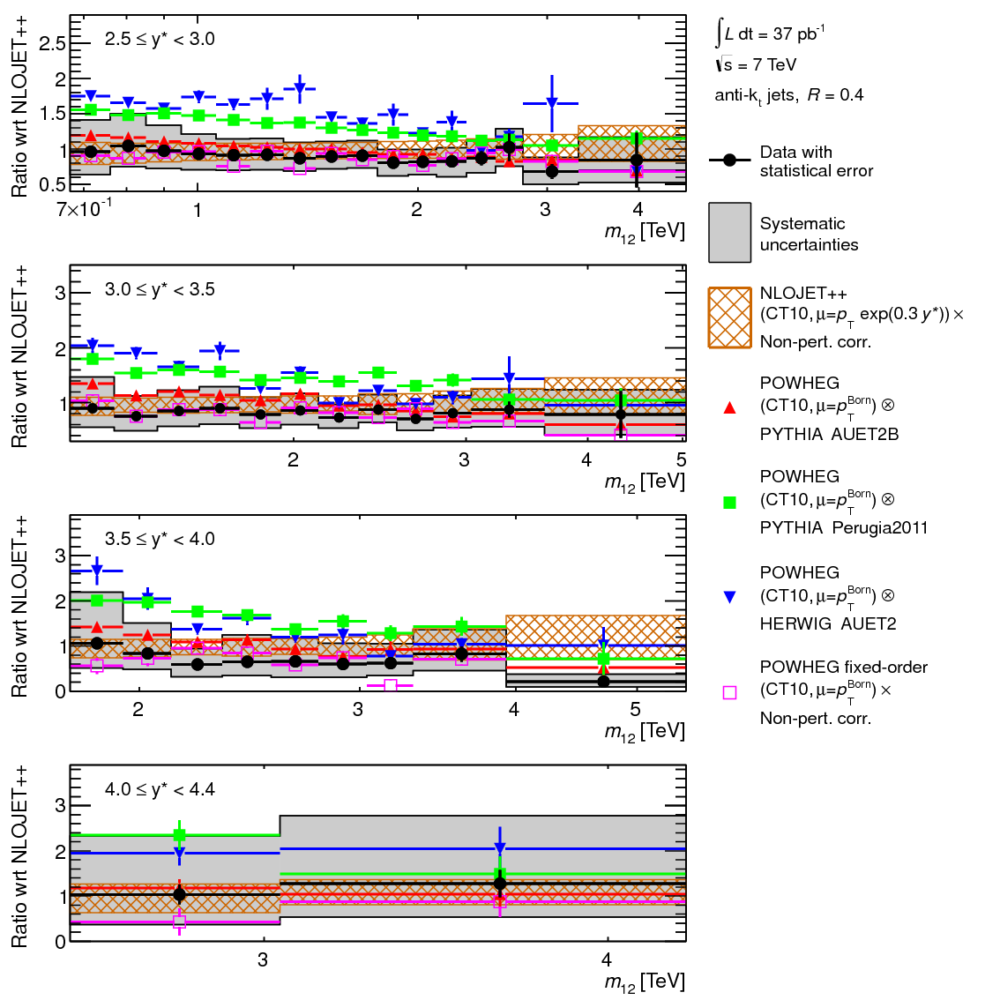 Ratio wrt NLOJET++
2.5 ≤ y* < 3.0
2.5
2
1.5
1
0.5
7×10⁻¹
1
2
3
4
m₁₂ [TeV]
Ratio wrt NLOJET++
3.0 ≤ y* < 3.5
3
2
1
2
3
4
5
m₁₂ [TeV]
Ratio wrt NLOJET++
3.5 ≤ y* < 4.0
3
2
1
0
2
3
4
5
m₁₂ [TeV]
Ratio wrt NLOJET++
4.0 ≤ y* < 4.4
3
2
1
0
3
4
m₁₂ [TeV]
∫L dt = 37 pb⁻¹
√s = 7 TeV
anti-kₜ jets, R = 0.4
Data with
statistical error
Systematic
uncertainties
NLOJET++
(CT10, μ=p_T exp(0.3 y*)) ×
Non-pert. corr.
POWHEG
(CT10, μ=p_T^Born) ⊗
PYTHIA AUET2B
POWHEG
(CT10, μ=p_T^Born) ⊗
PYTHIA Perugia2011
POWHEG
(CT10, μ=p_T^Born) ⊗
HERWIG AUET2
POWHEG fixed-order
(CT10, μ=p_T^Born) ×
Non-pert. corr.